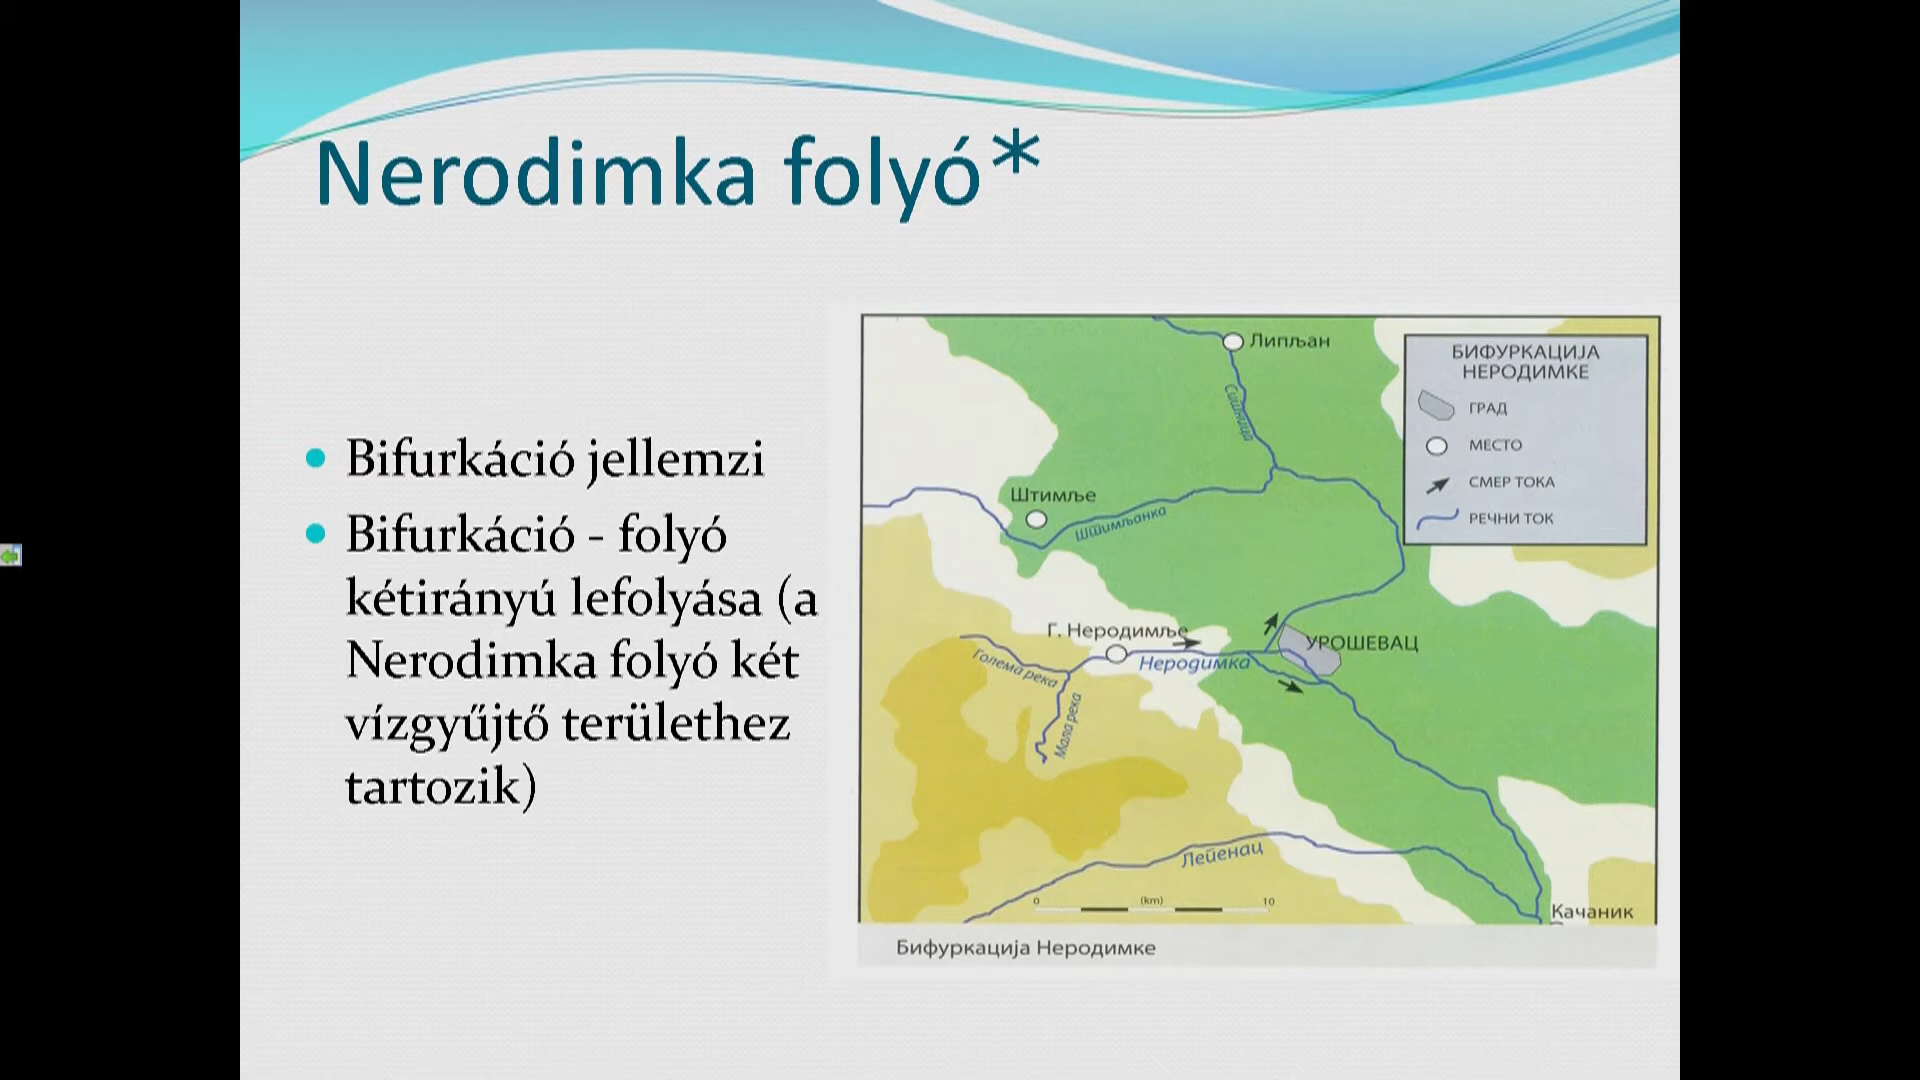 Nerodimka folyó*
Bifurkáció jellemzi
Bifurkáció - folyó
kétirányú lefolyása (a
Nerodimka folyó két
vízgyűjtő területhez
tartozik)
Липљан
Ситница
Штимље
Штимљанка
Г. Неродимље
Голема река
Неродимка
Мала река
УРОШЕВАЦ
Лепенац
0 (km) 10
Качаник
БИФУРКАЦИЈА
НЕРОДИМКЕ
ГРАД
МЕСТО
СМЕР ТОКА
РЕЧНИ ТОК
Бифуркација Неродимке